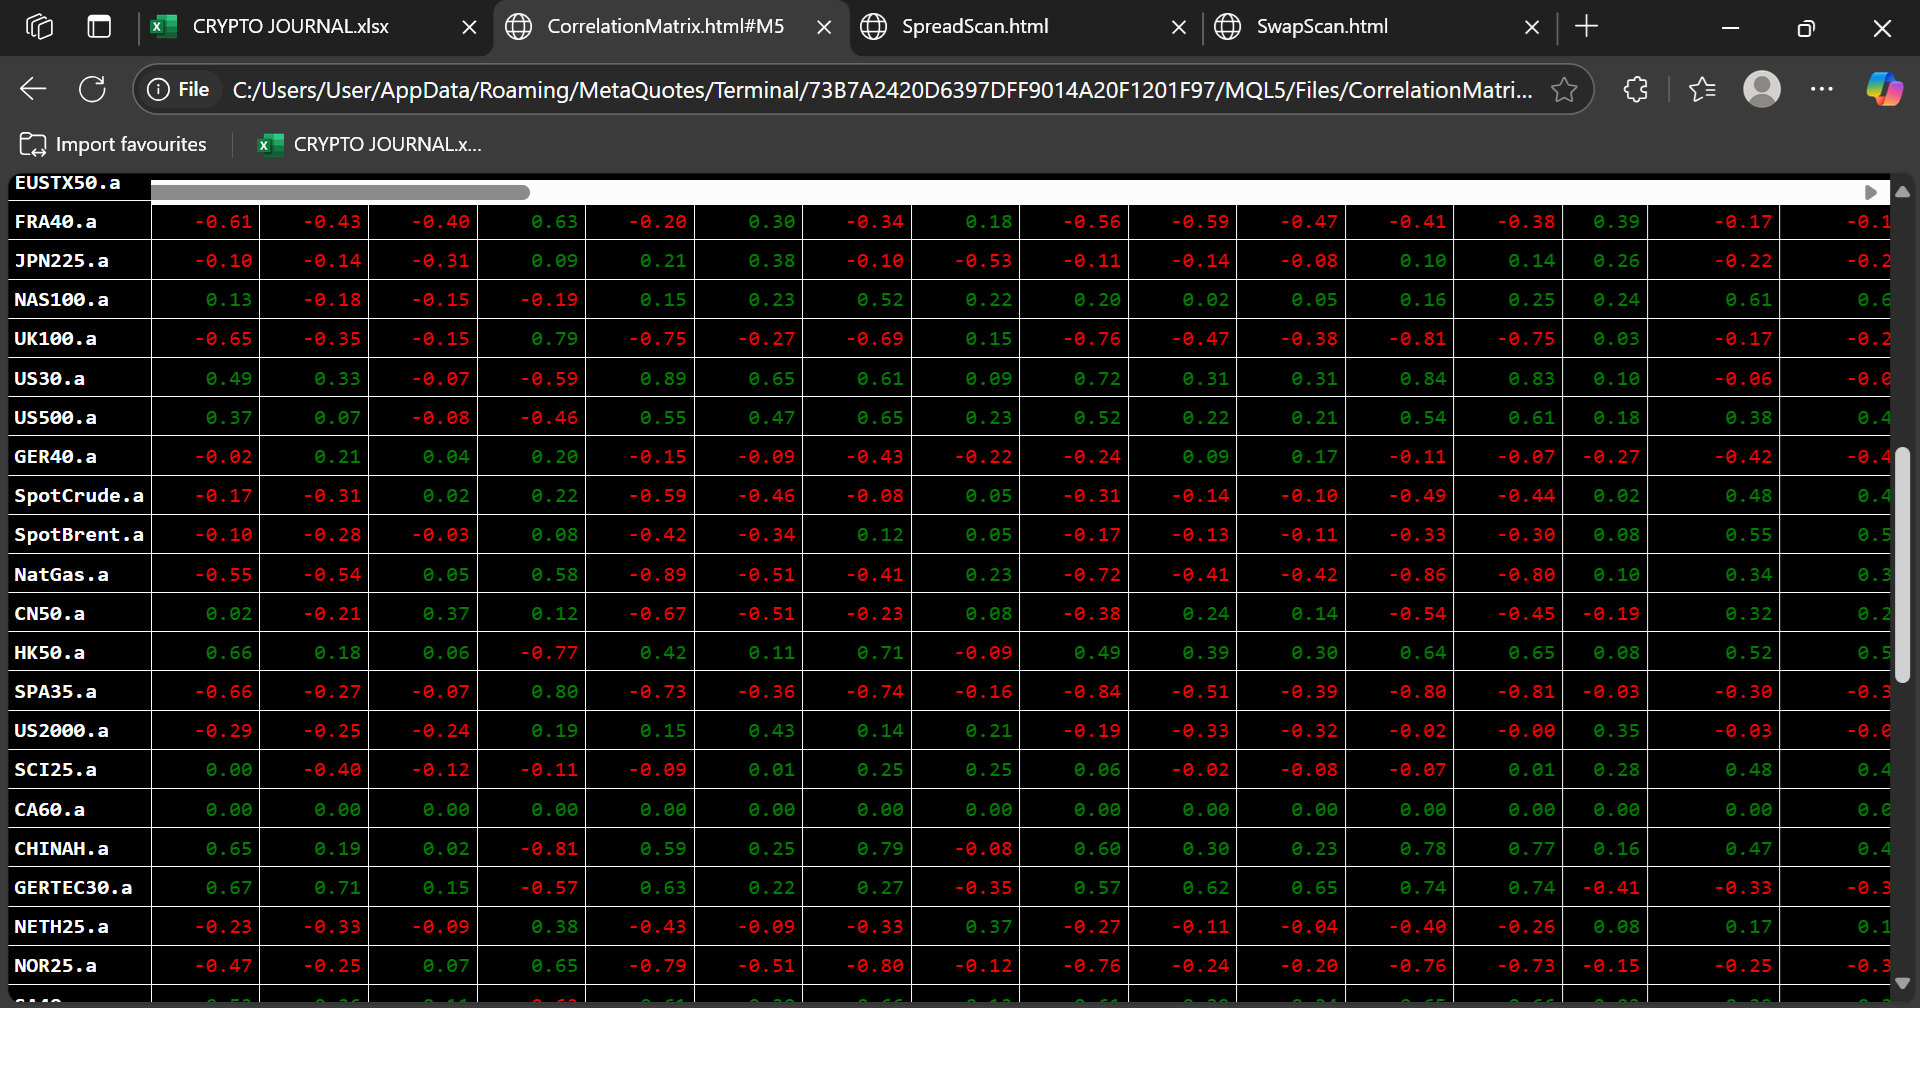 CRYPTO JOURNAL.xlsx CorrelationMatrix.html#M5 SpreadScan.html SwapScan.html
File C:/Users/User/AppData/Roaming/MetaQuotes/Terminal/73B7A2420D6397DFF9014A20F1201F97/MQL5/Files/CorrelationMatri...
Import favourites CRYPTO JOURNAL.x...
EUSTX50.a
FRA40.a -0.61 -0.43 -0.40 0.63 -0.20 0.30 -0.34 0.18 -0.56 -0.59 -0.47 -0.41 -0.38 0.39 -0.17 -0.1
JPN225.a -0.10 -0.14 -0.31 0.09 0.21 0.38 -0.10 -0.53 -0.11 -0.14 -0.08 0.10 0.14 0.26 -0.22 -0.2
NAS100.a 0.13 -0.18 -0.15 -0.19 0.15 0.23 0.52 0.22 0.20 0.02 0.05 0.16 0.25 0.24 0.61 0.6
UK100.a -0.65 -0.35 -0.15 0.79 -0.75 -0.27 -0.69 0.15 -0.76 -0.47 -0.38 -0.81 -0.75 0.03 -0.17 -0.2
US30.a 0.49 0.33 -0.07 -0.59 0.89 0.65 0.61 0.09 0.72 0.31 0.31 0.84 0.83 0.10 -0.06 -0.0
US500.a 0.37 0.07 -0.08 -0.46 0.55 0.47 0.65 0.23 0.52 0.22 0.21 0.54 0.61 0.18 0.38 0.4
GER40.a -0.02 0.21 0.04 0.20 -0.15 -0.09 -0.43 -0.22 -0.24 0.09 0.17 -0.11 -0.07 -0.27 -0.42 -0.4
SpotCrude.a -0.17 -0.31 0.02 0.22 -0.59 -0.46 -0.08 0.05 -0.31 -0.14 -0.10 -0.49 -0.44 0.02 0.48 0.4
SpotBrent.a -0.10 -0.28 -0.03 0.08 -0.42 -0.34 0.12 0.05 -0.17 -0.13 -0.11 -0.33 -0.30 0.08 0.55 0.5
NatGas.a -0.55 -0.54 0.05 0.58 -0.89 -0.51 -0.41 0.23 -0.72 -0.41 -0.42 -0.86 -0.80 0.10 0.34 0.3
CN50.a 0.02 -0.21 0.37 0.12 -0.67 -0.51 -0.23 0.08 -0.38 0.24 0.14 -0.54 -0.45 -0.19 0.32 0.2
HK50.a 0.66 0.18 0.06 -0.77 0.42 0.11 0.71 -0.09 0.49 0.39 0.30 0.64 0.65 0.08 0.52 0.5
SPA35.a -0.66 -0.27 -0.07 0.80 -0.73 -0.36 -0.74 -0.16 -0.84 -0.51 -0.39 -0.80 -0.81 -0.03 -0.30 -0.3
US2000.a -0.29 -0.25 -0.24 0.19 0.15 0.43 0.14 0.21 -0.19 -0.33 -0.32 -0.02 -0.00 0.35 -0.03 -0.0
SCI25.a 0.00 -0.40 -0.12 -0.11 -0.09 0.01 0.25 0.25 0.06 -0.02 -0.08 -0.07 0.01 0.28 0.48 0.4
CA60.a 0.00 0.00 0.00 0.00 0.00 0.00 0.00 0.00 0.00 0.00 0.00 0.00 0.00 0.00 0.00 0.0
CHINAH.a 0.65 0.19 0.02 -0.81 0.59 0.25 0.79 -0.08 0.60 0.30 0.23 0.78 0.77 0.16 0.47 0.4
GERTEC30.a 0.67 0.71 0.15 -0.57 0.63 0.22 0.27 -0.35 0.57 0.62 0.65 0.74 0.74 -0.41 -0.33 -0.3
NETH25.a -0.23 -0.33 -0.09 0.38 -0.43 -0.09 -0.33 0.37 -0.27 -0.11 -0.04 -0.40 -0.26 0.08 0.17 0.1
NOR25.a -0.47 -0.25 0.07 0.65 -0.79 -0.51 -0.80 -0.12 -0.76 -0.24 -0.20 -0.76 -0.73 -0.15 -0.25 -0.3